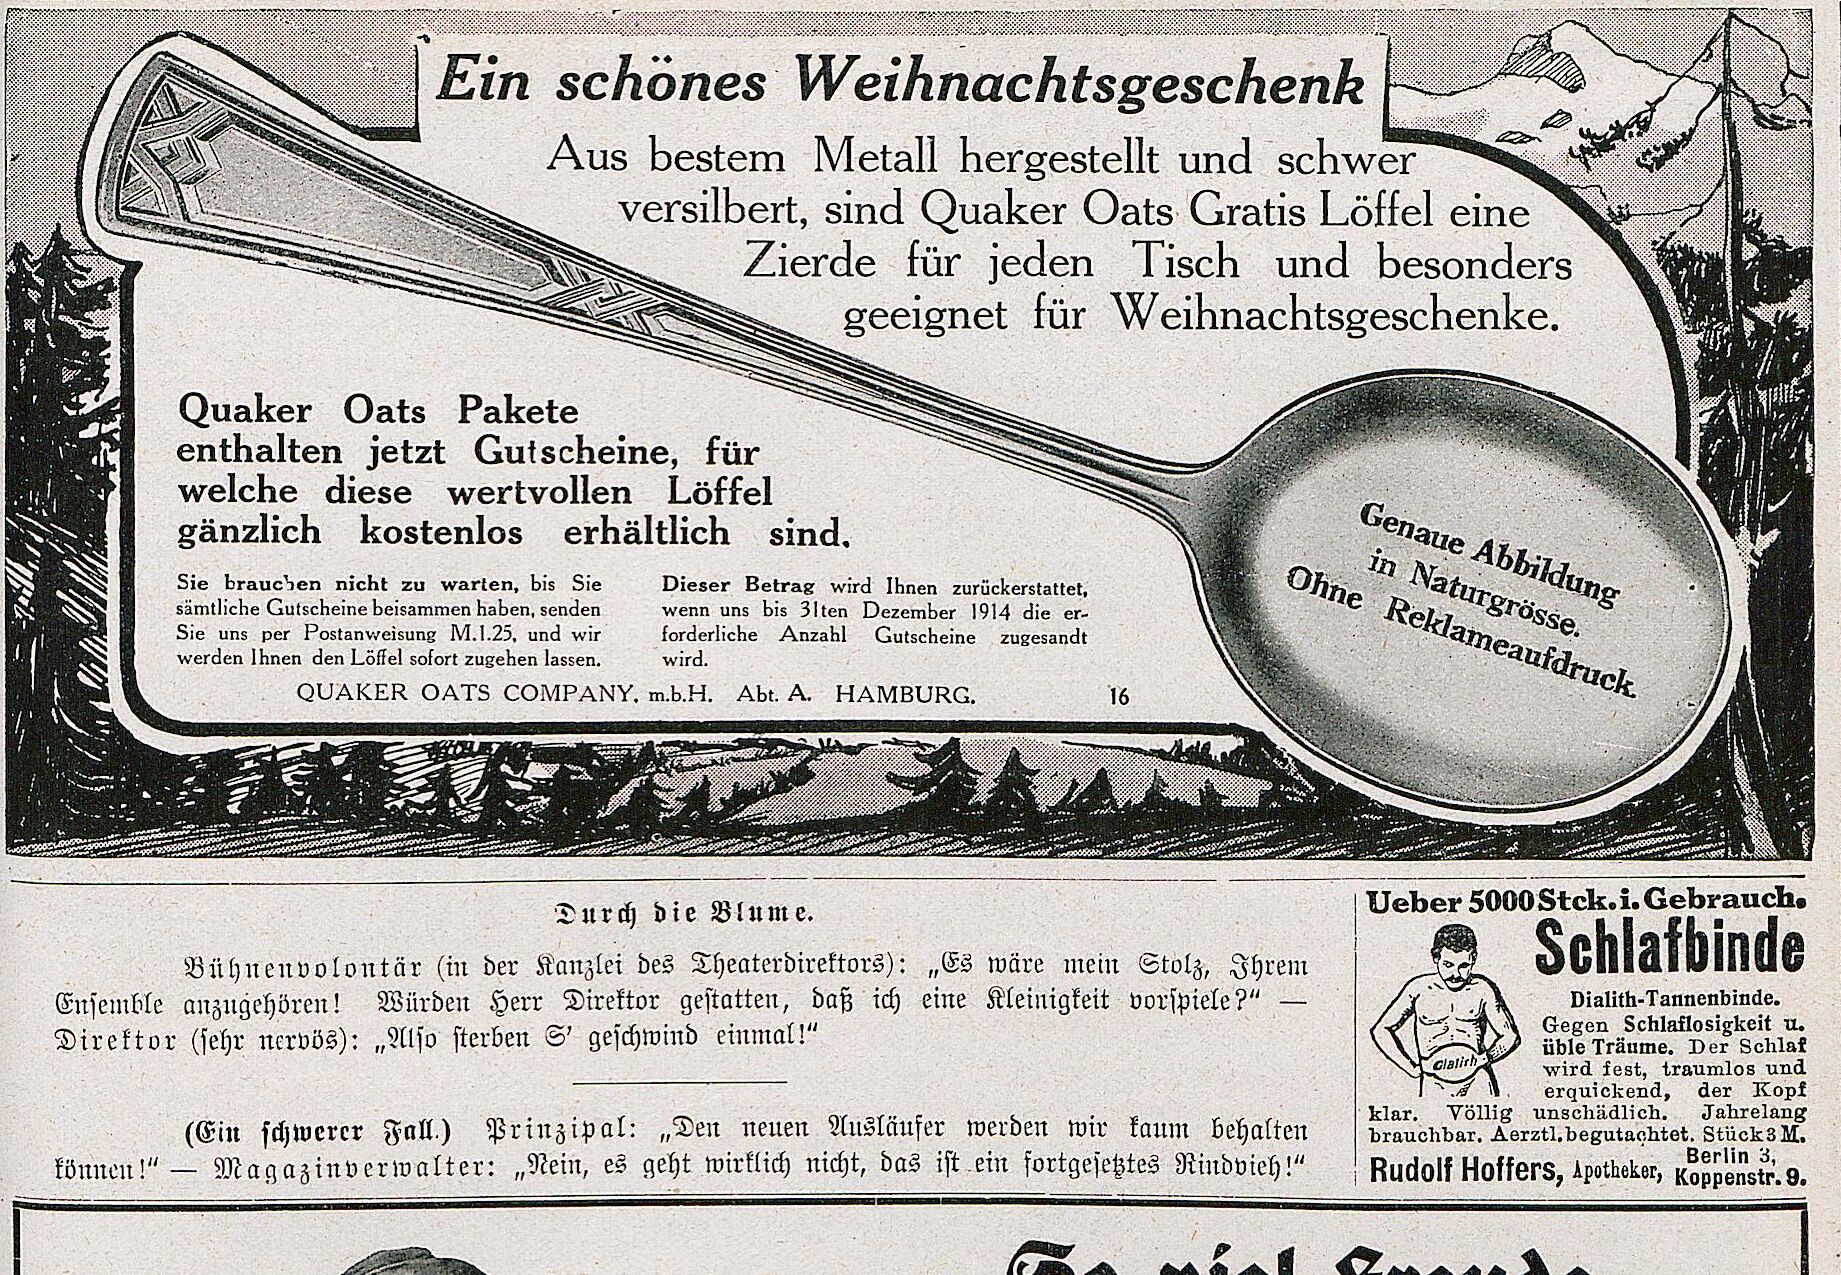 Ein schönes Weihnachtsgeschenk
Aus bestem Metall hergestellt und schwer
versilbert, sind Quaker Oats Gratis Löffel eine
Zierde für jeden Tisch und besonders
geeignet für Weihnachtsgeschenke.
Quaker Oats Pakete
enthalten jetzt Gutscheine, für
welche diese wertvollen Löffel
gänzlich kostenlos erhältlich sind.
Sie brauchen nicht zu warten, bis Sie
sämtliche Gutscheine beisammen haben, senden
Sie uns per Postanweisung M.1.25, und wir
werden Ihnen den Löffel sofort zugehen lassen.
Dieser Betrag wird Ihnen zurückerstattet,
wenn uns bis 31ten Dezember 1914 die er-
forderliche Anzahl Gutscheine zugesandt
wird.
QUAKER OATS COMPANY, m.b.H. Abt. A. HAMBURG. 16
Genaue Abbildung
in Naturgrösse.
Ohne Reklameaufdruck.
Durch die Blume.
Bühnenvolontär (in der Kanzlei des Theaterdirektors): „Es wäre mein Stolz, Ihrem
Ensemble anzugehören! Würden Herr Direktor gestatten, daß ich eine Kleinigkeit vorspiele?“ —
Direktor (sehr nervös): „Also sterben S' geschwind einmal!“
(Ein schwerer Fall.) Prinzipal: „Den neuen Ausläufer werden wir kaum behalten
können!“ — Magazinverwalter: „Nein, es geht wirklich nicht, das ist ein fortgesetztes Rindvieh!“
Ueber 5000 Stck. i. Gebrauch.
Schlafbinde
Dialith-Tannenbinde.
Gegen Schlaflosigkeit u.
üble Träume. Der Schlaf
wird fest, traumlos und
erquickend, der Kopf
klar. Völlig unschädlich. Jahrelang
brauchbar. Aerztl. begutachtet. Stück 3 M.
Rudolf Hoffers, Apotheker, Berlin 3,
Koppenstr. 9.